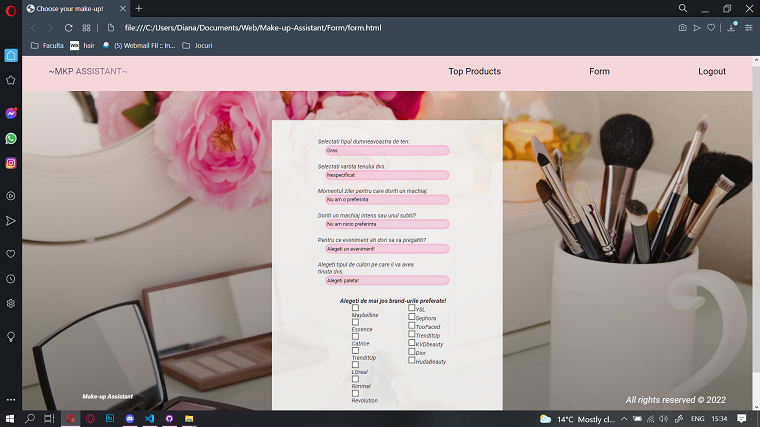 Choose your make-up!
file:///C:/Users/Diana/Documents/Web/Make-up-Assistant/Form/form.html
Faculta
WIX hair
(5) Webmail FII :: In...
Jocuri
~MKP ASSISTANT~
Top Products
Form
Logout
Selectati tipul dumneavoastra de ten:
Gras
Selectati varsta tenului dvs.
Nespecificat
Momentul zilei pentru care doriti un machiaj:
Nu am o preferinta
Doriti un machiaj intens sau unul subtil?
Nu am nicio preferinta
Pentru ce eveniment ati dori sa va pregatiti?
Alegeti un eveniment!
Alegeti tipul de culori pe care il va avea
tinuta dvs.
Alegeti paleta!
Alegeti de mai jos brand-urile preferate!
Maybelline
Essence
Catrice
TrenditUp
LOreal
Rimmel
Revolution
YSL
Sephora
TooFaced
TrenditUp
KVDbeauty
Dior
HudaBeauty
Make-up Assistant
All rights reserved © 2022
14°C Mostly cl...
ENG
15:34